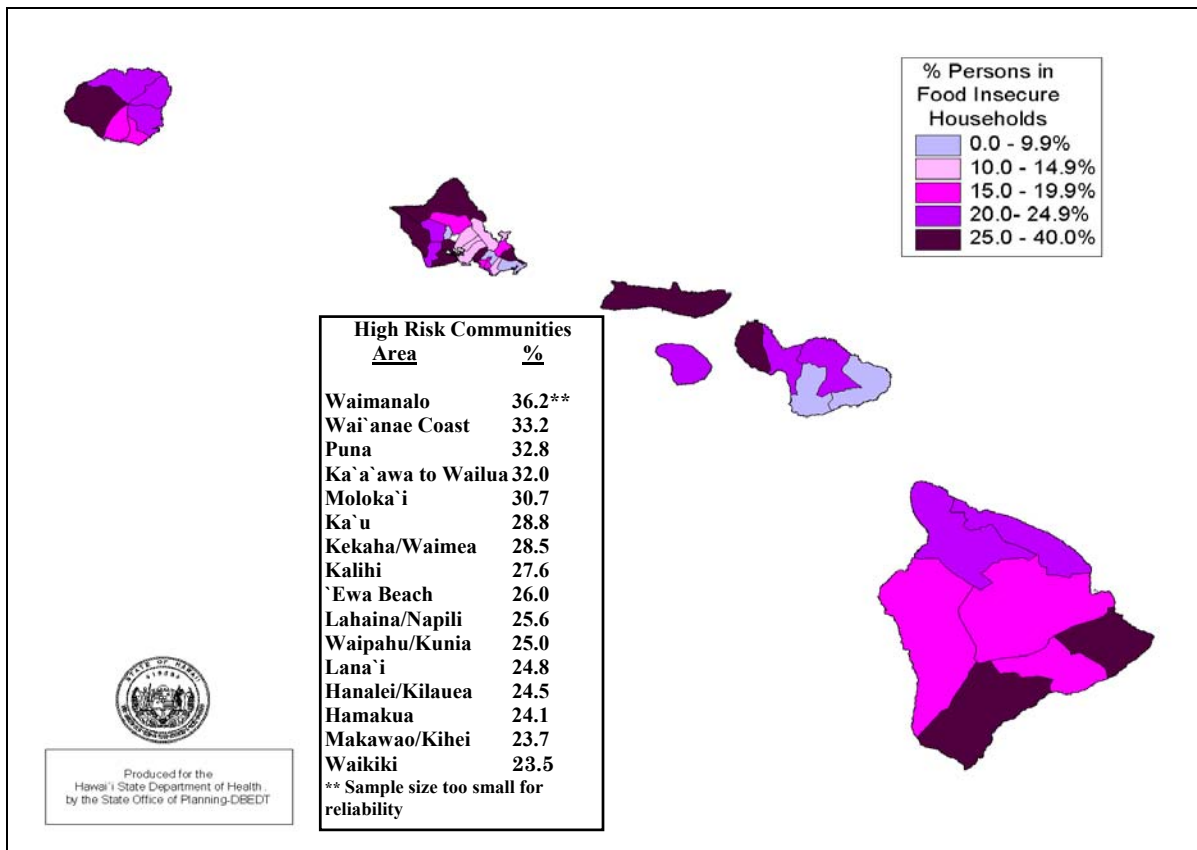 % Persons in
Food Insecure
Households
0.0 - 9.9%
10.0 - 14.9%
15.0 - 19.9%
20.0- 24.9%
25.0 - 40.0%
High Risk Communities
Area %
Waimanalo 36.2**
Wai`anae Coast 33.2
Puna 32.8
Ka`a`awa to Wailua 32.0
Moloka`i 30.7
Ka`u 28.8
Kekaha/Waimea 28.5
Kalihi 27.6
`Ewa Beach 26.0
Lahaina/Napili 25.6
Waipahu/Kunia 25.0
Lana`i 24.8
Hanalei/Kilauea 24.5
Hamakua 24.1
Makawao/Kihei 23.7
Waikiki 23.5
** Sample size too small for
reliability
STATE OF HAWAII
1959
Produced for the
Hawai`i State Department of Health .
by the State Office of Planning-DBEDT